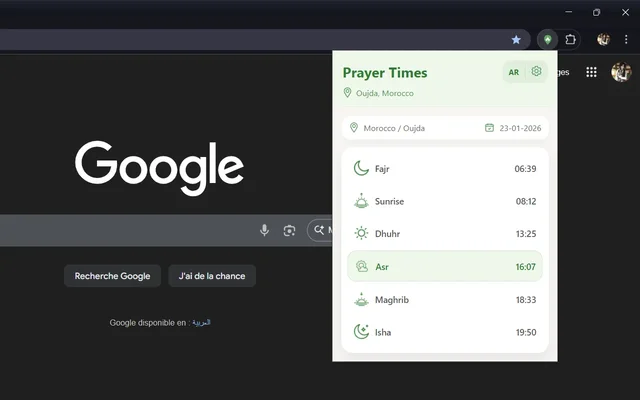 Prayer Times
AR
Oujda, Morocco
ges
Morocco / Oujda
23-01-2026
Fajr 06:39
Sunrise 08:12
Dhuhr 13:25
Asr 16:07
Maghrib 18:33
Isha 19:50
Google
M
Recherche Google
J'ai de la chance
Google disponible en : العربية